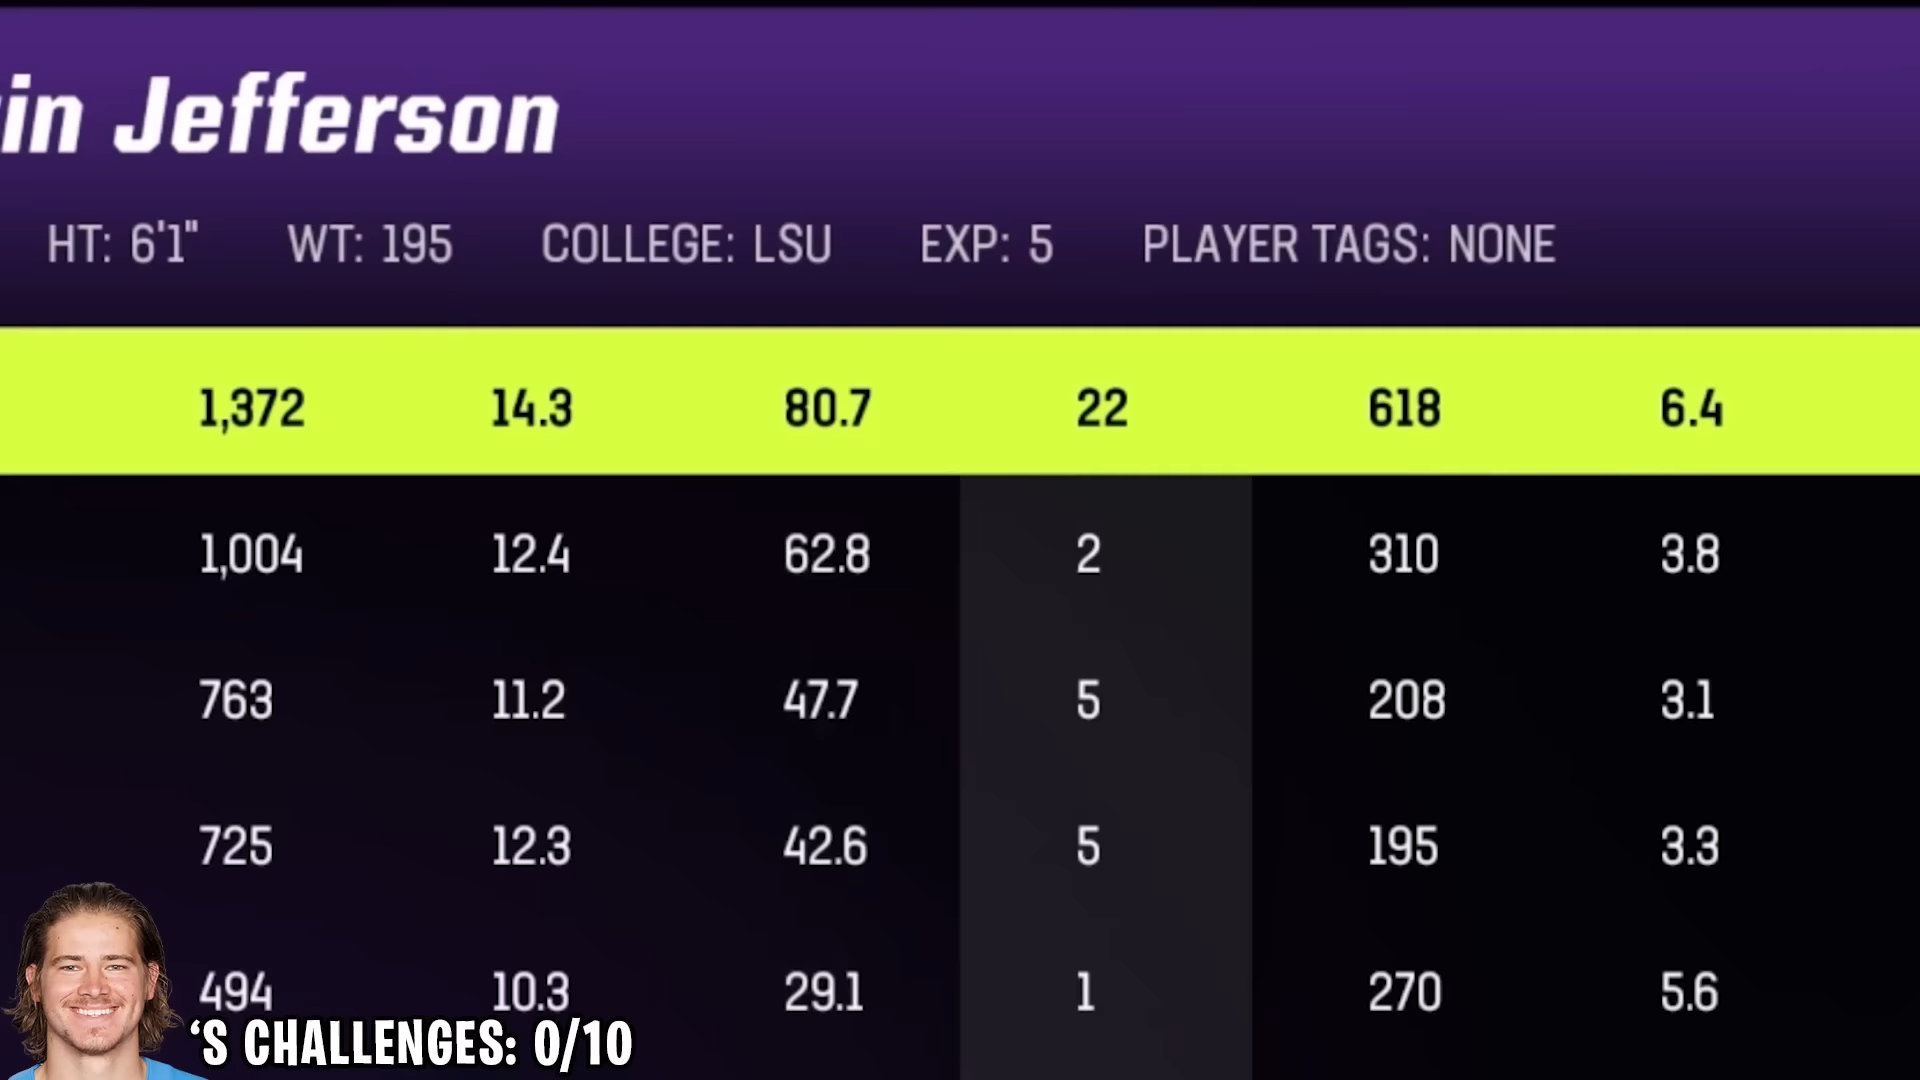 in Jefferson
HT: 6'1" WT: 195 COLLEGE: LSU EXP: 5 PLAYER TAGS: NONE
1,372 14.3 80.7 22 618 6.4
1,004 12.4 62.8 2 310 3.8
763 11.2 47.7 5 208 3.1
725 12.3 42.6 5 195 3.3
494 10.3 29.1 1 270 5.6
‘S CHALLENGES: 0/10